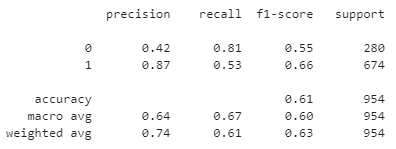 precision recall f1-score support
0 0.42 0.81 0.55 280
1 0.87 0.53 0.66 674
accuracy 0.61 954
macro avg 0.64 0.67 0.60 954
weighted avg 0.74 0.61 0.63 954